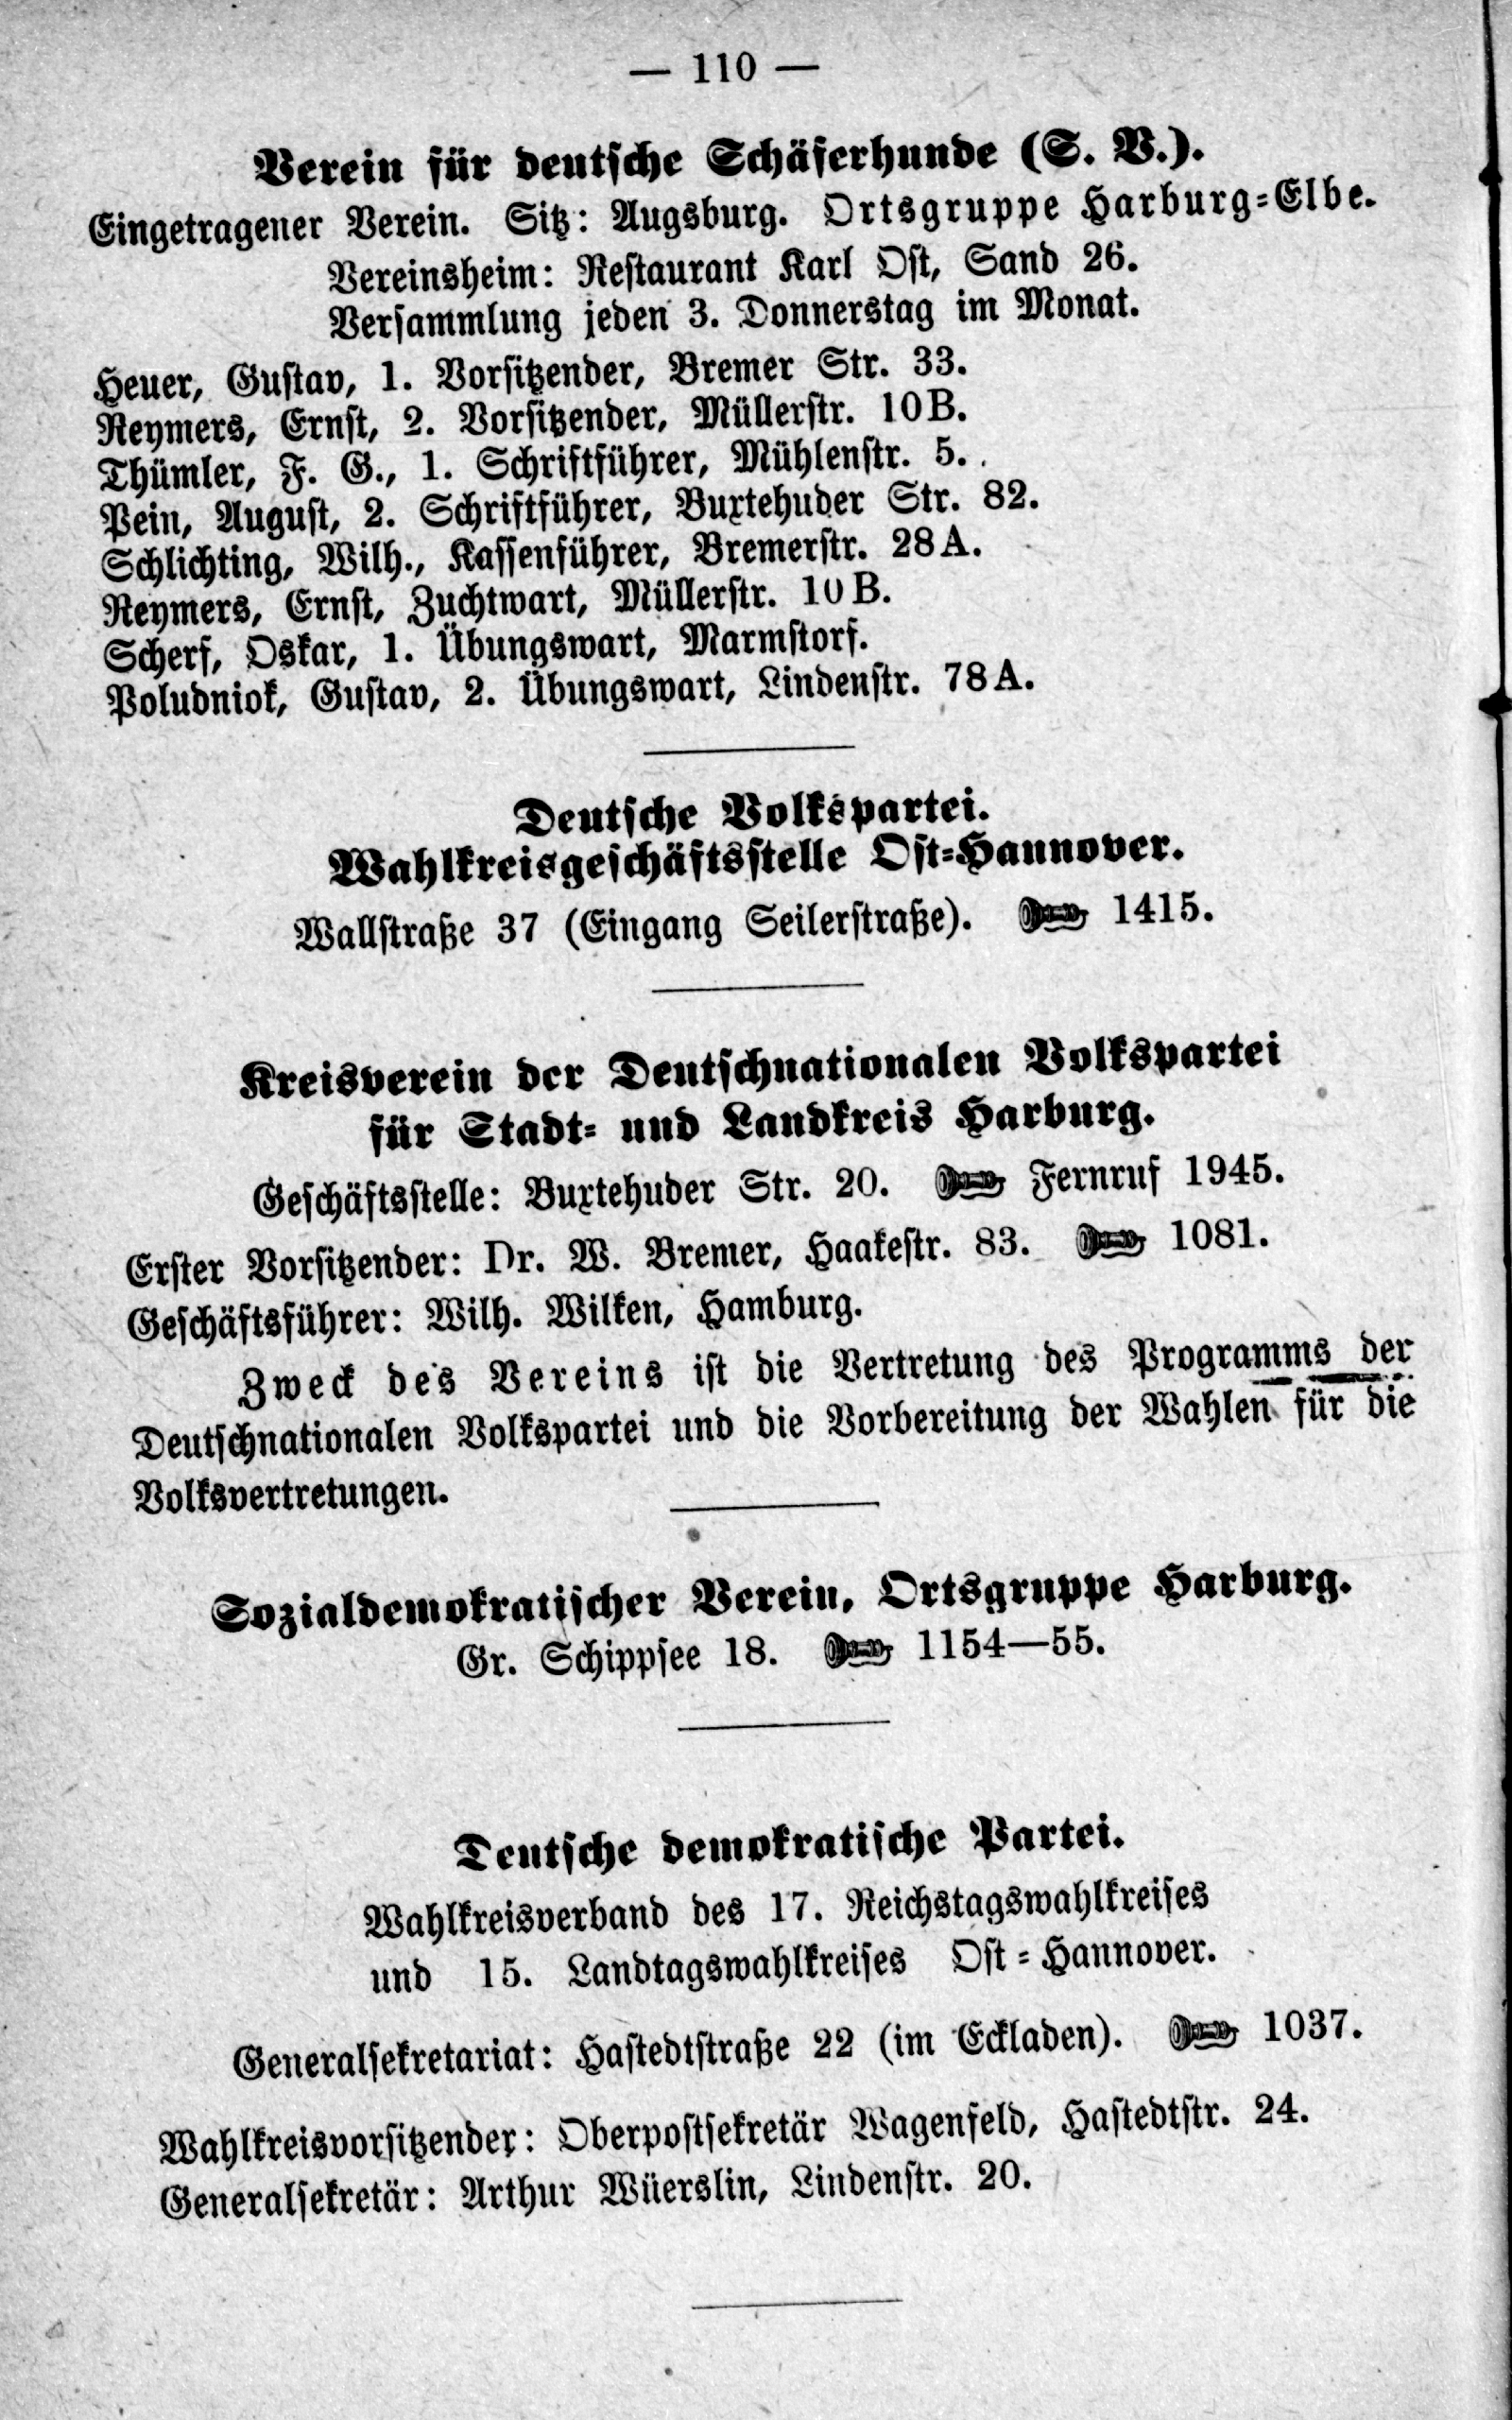 — 110 —
Verein für deutsche Schäferhunde (S. V.).
Eingetragener Verein. Sitz: Augsburg. Ortsgruppe Harburg-Elbe.
Vereinsheim: Restaurant Karl Ost, Sand 26.
Versammlung jeden 3. Donnerstag im Monat.
Heuer, Gustav, 1. Vorsitzender, Bremer Str. 33.
Reymers, Ernst, 2. Vorsitzender, Müllerstr. 10 B.
Thümler, F. G., 1. Schriftführer, Mühlenstr. 5.
Pein, August, 2. Schriftführer, Buxtehuder Str. 82.
Schlichting, Wilh., Kassenführer, Bremerstr. 28 A.
Reymers, Ernst, Zuchtwart, Müllerstr. 10 B.
Scherf, Oskar, 1. Übungswart, Marmstorf.
Poludniok, Gustav, 2. Übungswart, Lindenstr. 78 A.
Deutsche Volkspartei.
Wahlkreisgeschäftsstelle Ost-Hannover.
Wallstraße 37 (Eingang Seilerstraße). 1415.
Kreisverein der Deutschnationalen Volkspartei
für Stadt- und Landkreis Harburg.
Geschäftsstelle: Buxtehuder Str. 20. Fernruf 1945.
Erster Vorsitzender: Dr. W. Bremer, Haakestr. 83. 1081.
Geschäftsführer: Wilh. Wilken, Hamburg.
Zweck des Vereins ist die Vertretung des Programms der
Deutschnationalen Volkspartei und die Vorbereitung der Wahlen für die
Volksvertretungen.
Sozialdemokratischer Verein, Ortsgruppe Harburg.
Gr. Schippsee 18. 1154—55.
Deutsche demokratische Partei.
Wahlkreisverband des 17. Reichstagswahlkreises
und 15. Landtagswahlkreises Ost-Hannover.
Generalsekretariat: Hastedtstraße 22 (im Eckladen). 1037.
Wahlkreisvorsitzender: Oberpostsekretär Wagenfeld, Hastedtstr. 24.
Generalsekretär: Arthur Wüerslin, Lindenstr. 20.